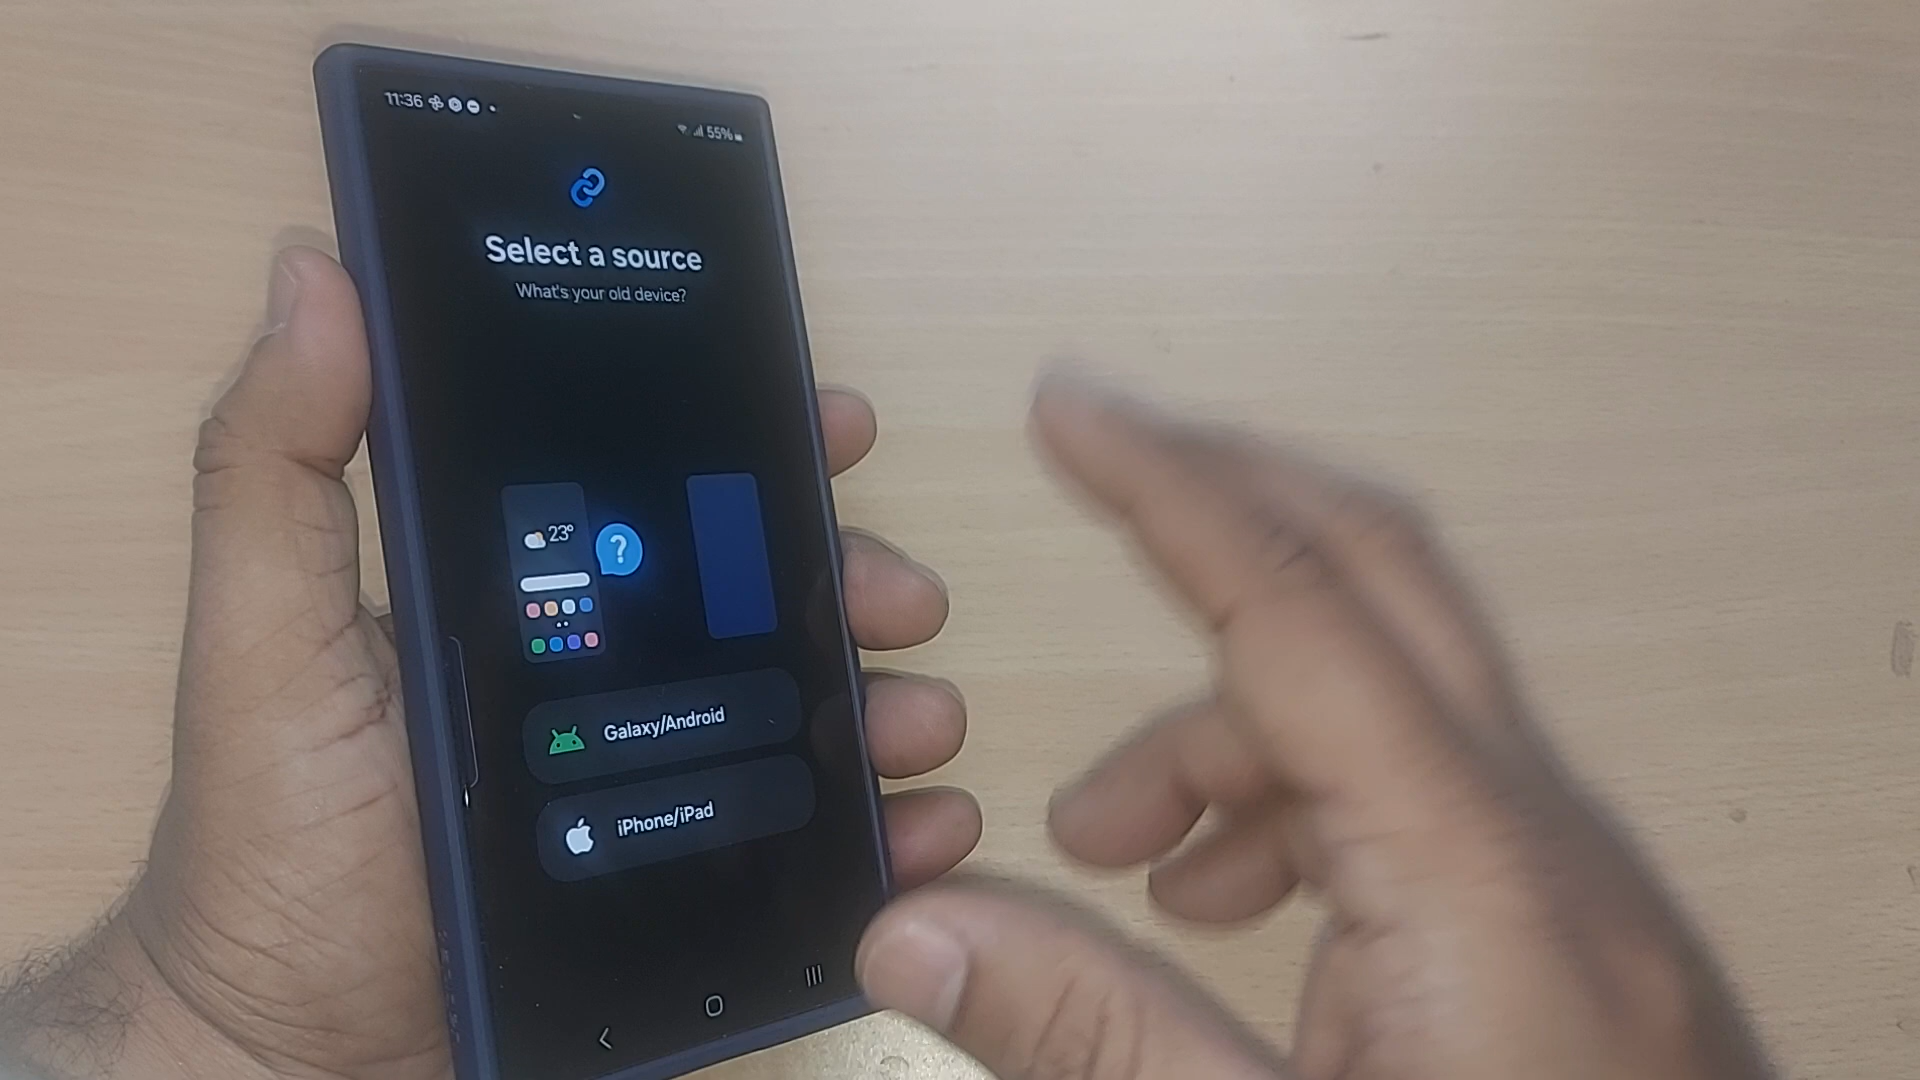 11:36
55%
Select a source
What's your old device?
23°
?
Galaxy/Android
iPhone/iPad